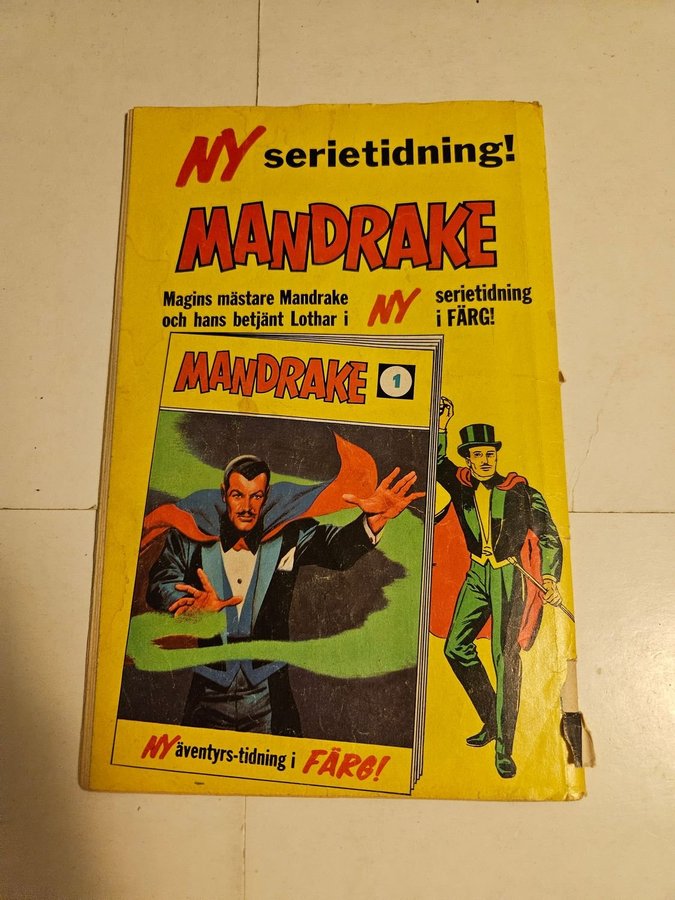 NY serietidning!
MANDRAKE
Magins mästare Mandrake
och hans betjänt Lothar i
NY
serietidning
i FÄRG!
MANDRAKE 1
NY äventyrs-tidning i FÄRG!